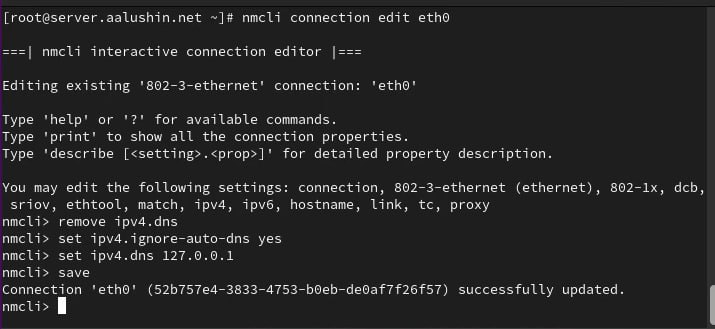 [root@server.aalushin.net ~]# nmcli connection edit eth0
===| nmcli interactive connection editor |===
Editing existing '802-3-ethernet' connection: 'eth0'
Type 'help' or '?' for available commands.
Type 'print' to show all the connection properties.
Type 'describe [<setting>.<prop>]' for detailed property description.
You may edit the following settings: connection, 802-3-ethernet (ethernet), 802-1x, dcb,
sriov, ethtool, match, ipv4, ipv6, hostname, link, tc, proxy
nmcli> remove ipv4.dns
nmcli> set ipv4.ignore-auto-dns yes
nmcli> set ipv4.dns 127.0.0.1
nmcli> save
Connection 'eth0' (52b757e4-3833-4753-b0eb-de0af7f26f57) successfully updated.
nmcli>